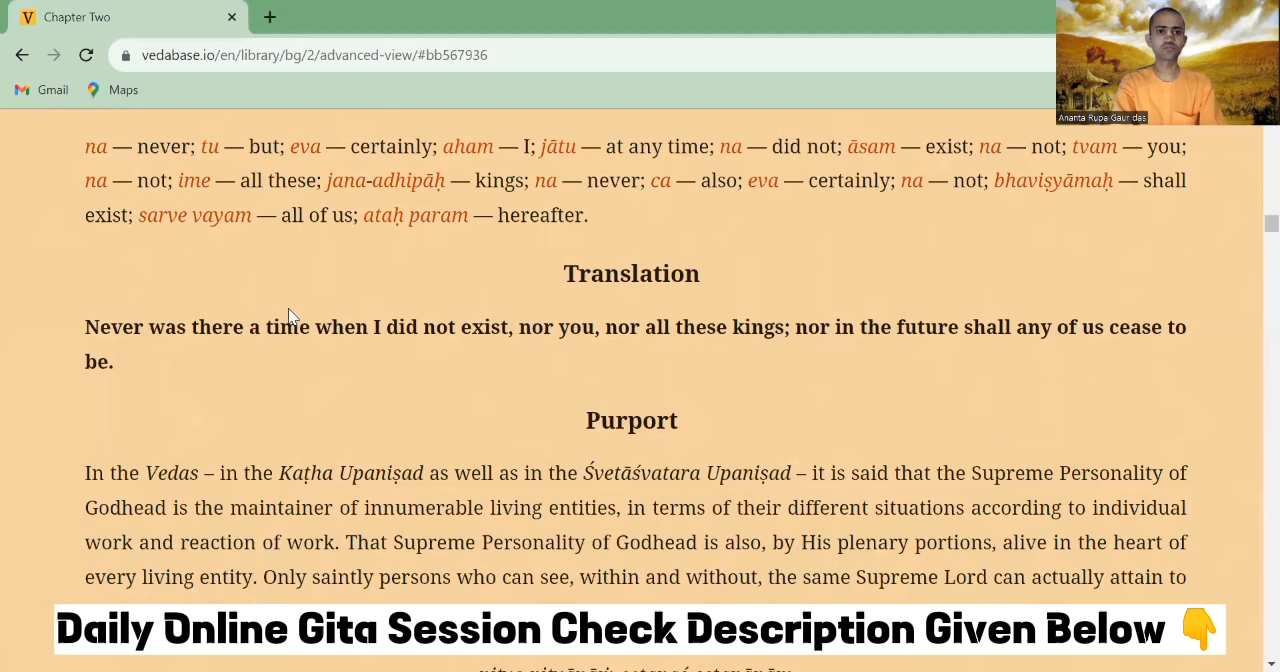 Chapter Two
vedabase.io/en/library/bg/2/advanced-view/#bb567936
Gmail Maps
Ananta Rupa Gaur das
na — never; tu — but; eva — certainly; aham — I; jātu — at any time; na — did not; āsam — exist; na — not; tvam — you;
na — not; ime — all these; jana-adhipāḥ — kings; na — never; ca — also; eva — certainly; na — not; bhaviṣyāmaḥ — shall
exist; sarve vayam — all of us; ataḥ param — hereafter.
Translation
Never was there a time when I did not exist, nor you, nor all these kings; nor in the future shall any of us cease to
be.
Purport
In the Vedas – in the Kaṭha Upaniṣad as well as in the Śvetāśvatara Upaniṣad – it is said that the Supreme Personality of
Godhead is the maintainer of innumerable living entities, in terms of their different situations according to individual
work and reaction of work. That Supreme Personality of Godhead is also, by His plenary portions, alive in the heart of
every living entity. Only saintly persons who can see, within and without, the same Supreme Lord can actually attain to
Daily Online Gita Session Check Description Given Below 👇